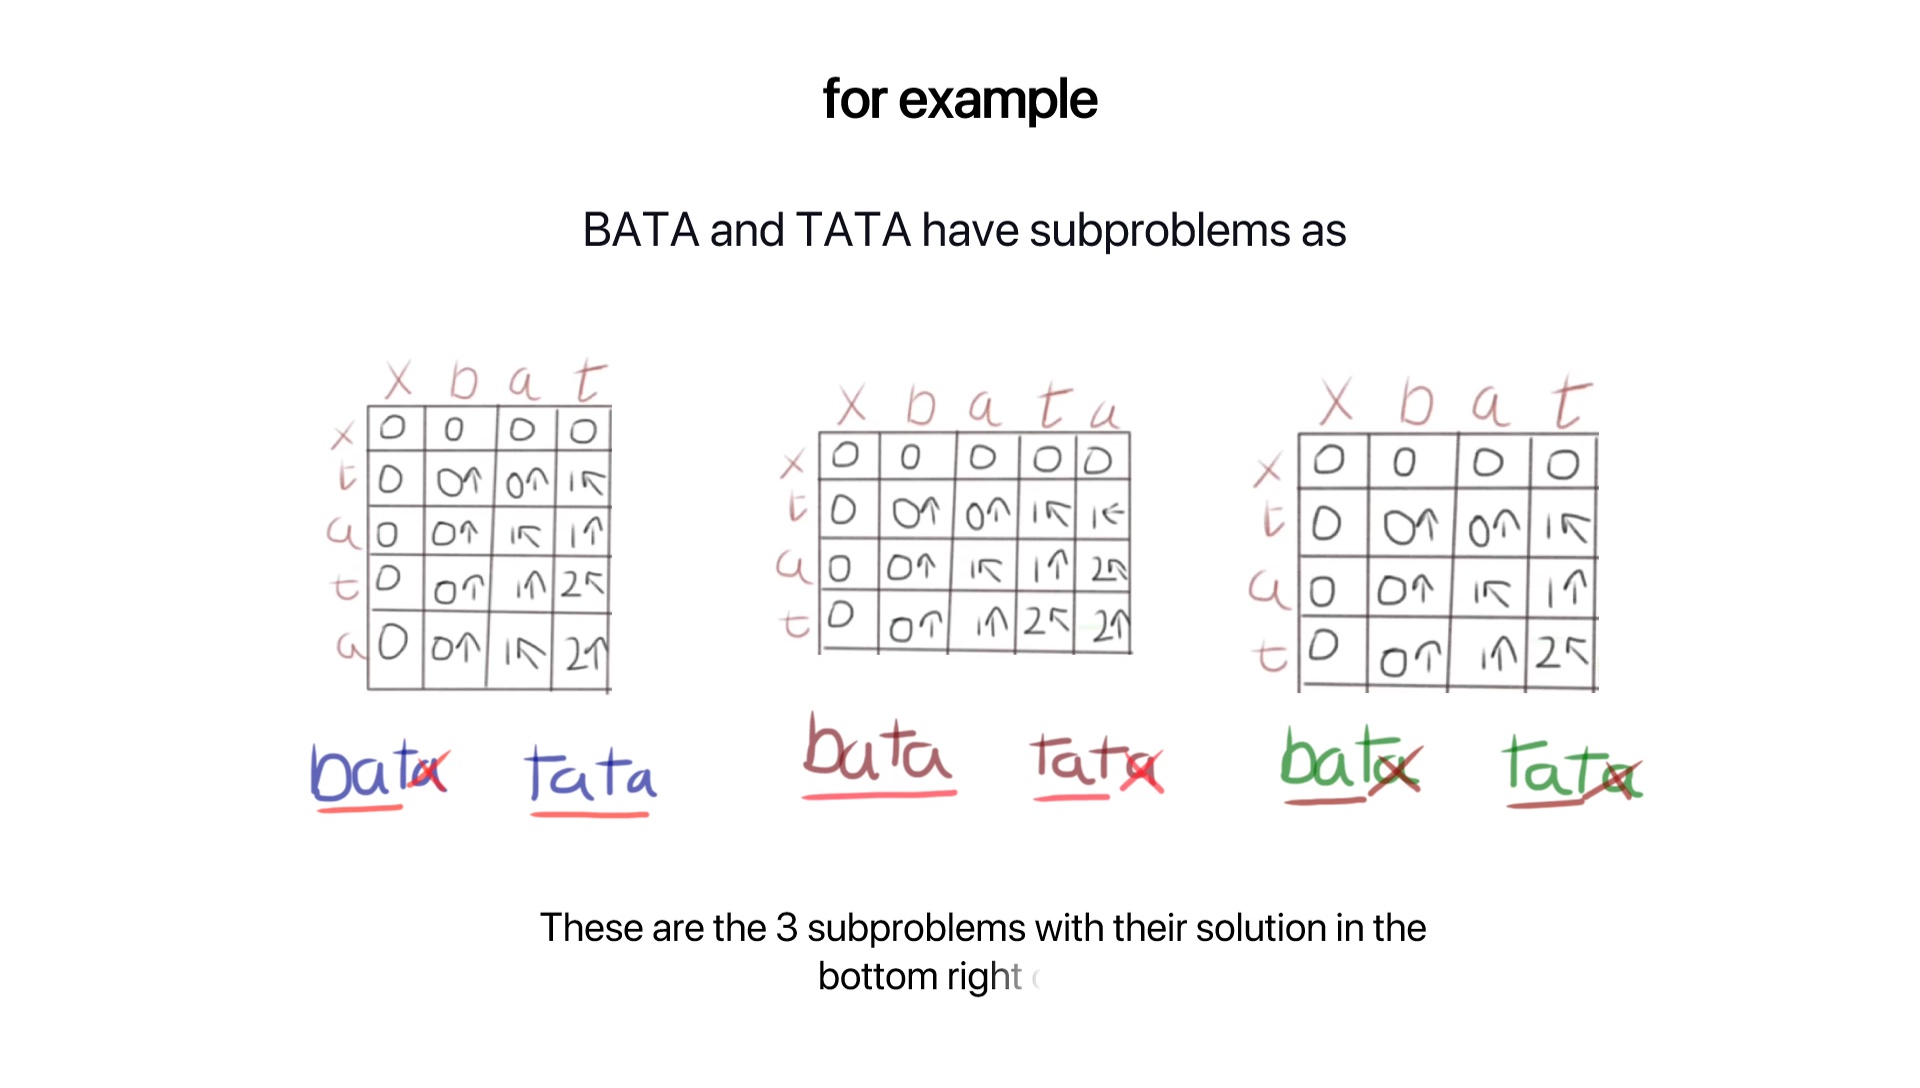 for example
BATA and TATA have subproblems as
x b a t
x 0 0 0 0
t 0 0↑ 0↑ 1↖
a 0 0↑ 1↖ 1↑
t 0 0↑ 1↑ 2↖
a 0 0↑ 1↖ 2↑
bata tata
x b a t a
x 0 0 0 0 0
t 0 0↑ 0↑ 1↖ 1←
a 0 0↑ 1↖ 1↑ 2↖
t 0 0↑ 1↑ 2↖ 2↑
bata tata
x b a t
x 0 0 0 0
t 0 0↑ 0↑ 1↖
a 0 0↑ 1↖ 1↑
t 0 0↑ 1↑ 2↖
bata tata
These are the 3 subproblems with their solution in the
bottom right